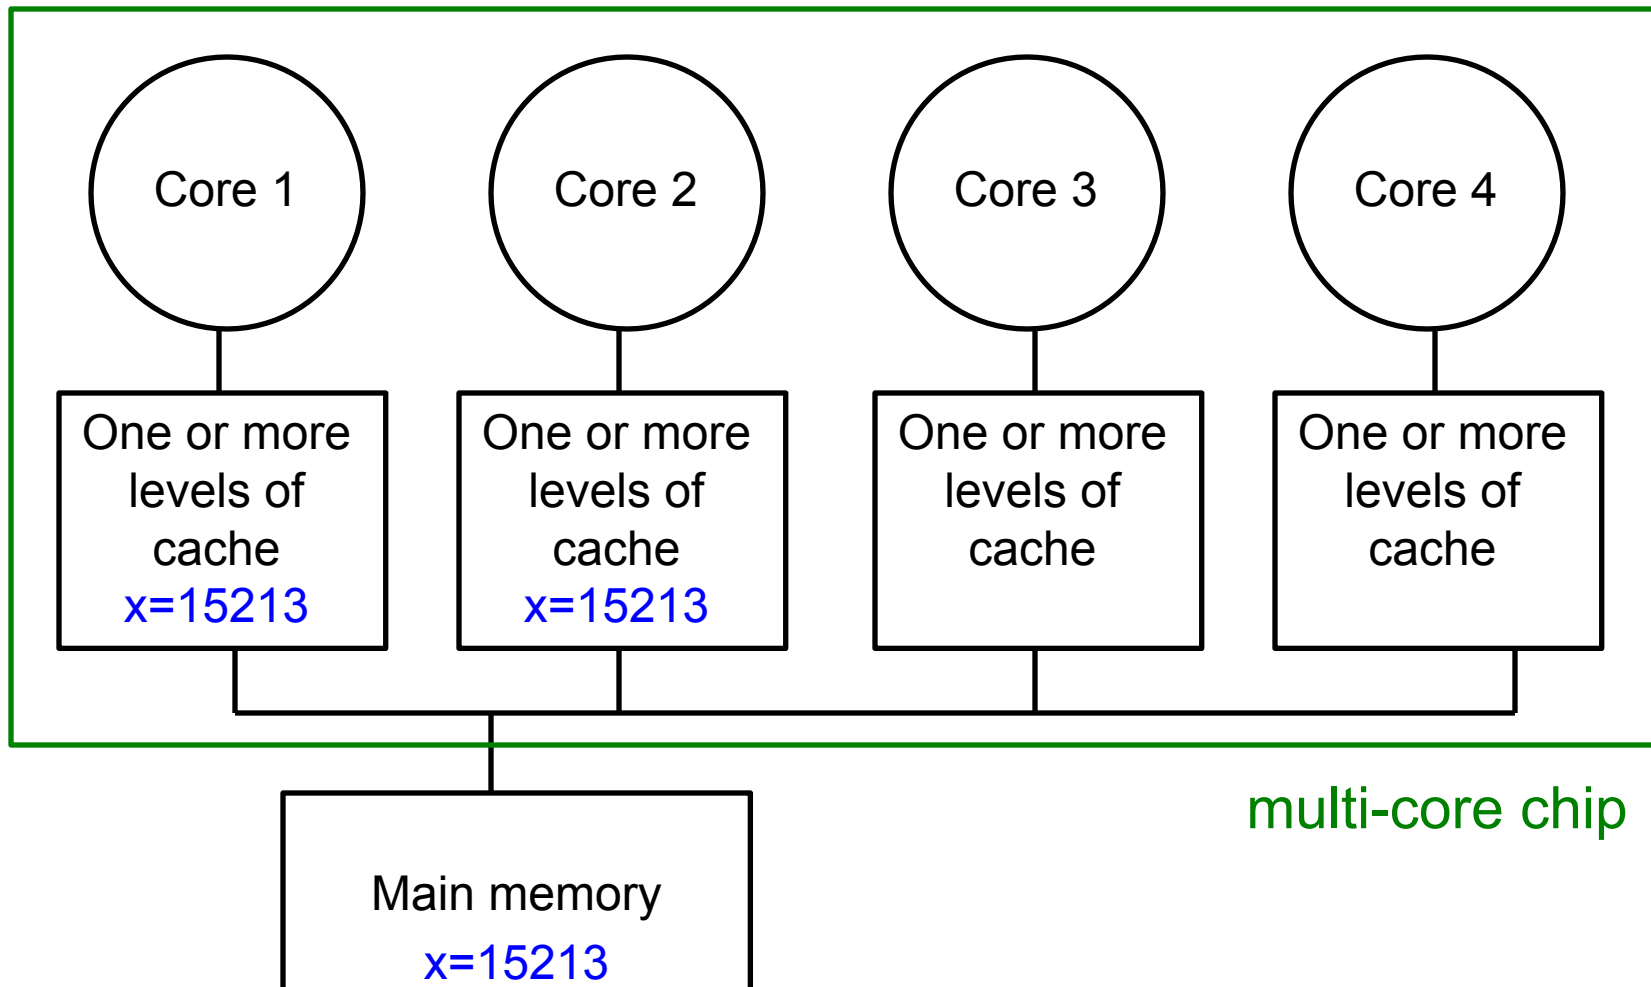 Core 1
Core 2
Core 3
Core 4
One or more
levels of
cache
x=15213
One or more
levels of
cache
x=15213
One or more
levels of
cache
One or more
levels of
cache
multi-core chip
Main memory
x=15213